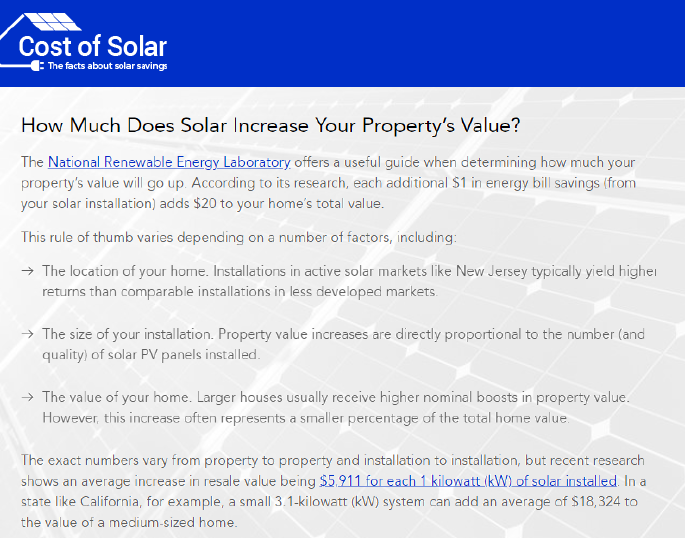 Cost of Solar
The facts about solar savings
How Much Does Solar Increase Your Property's Value?
The National Renewable Energy Laboratory offers a useful guide when determining how much your
property's value will go up. According to its research, each additional $1 in energy bill savings (from
your solar installation) adds $20 to your home's total value.
This rule of thumb varies depending on a number of factors, including:
→ The location of your home. Installations in active solar markets like New Jersey typically yield higher
returns than comparable installations in less developed markets.
→ The size of your installation. Property value increases are directly proportional to the number (and
quality) of solar PV panels installed.
→ The value of your home. Larger houses usually receive higher nominal boosts in property value.
However, this increase often represents a smaller percentage of the total home value.
The exact numbers vary from property to property and installation to installation, but recent research
shows an average increase in resale value being $5,911 for each 1 kilowatt (kW) of solar installed. In a
state like California, for example, a small 3.1-kilowatt (kW) system can add an average of $18,324 to
the value of a medium-sized home.